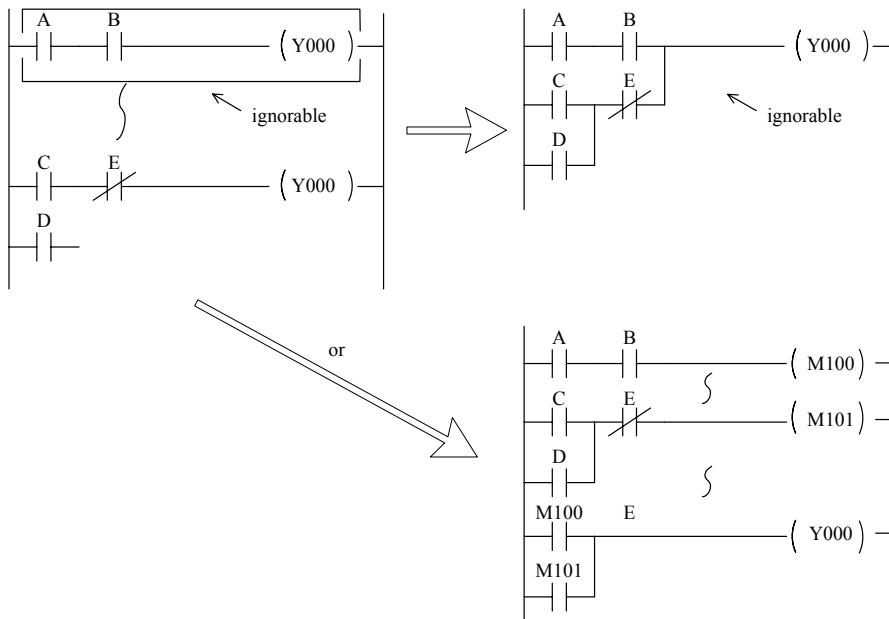 A B
Y000
ignorable
C E
Y000
D
A B
Y000
C E
ignorable
D
or
A B
M100
C E
M101
D
M100 E
Y000
M101